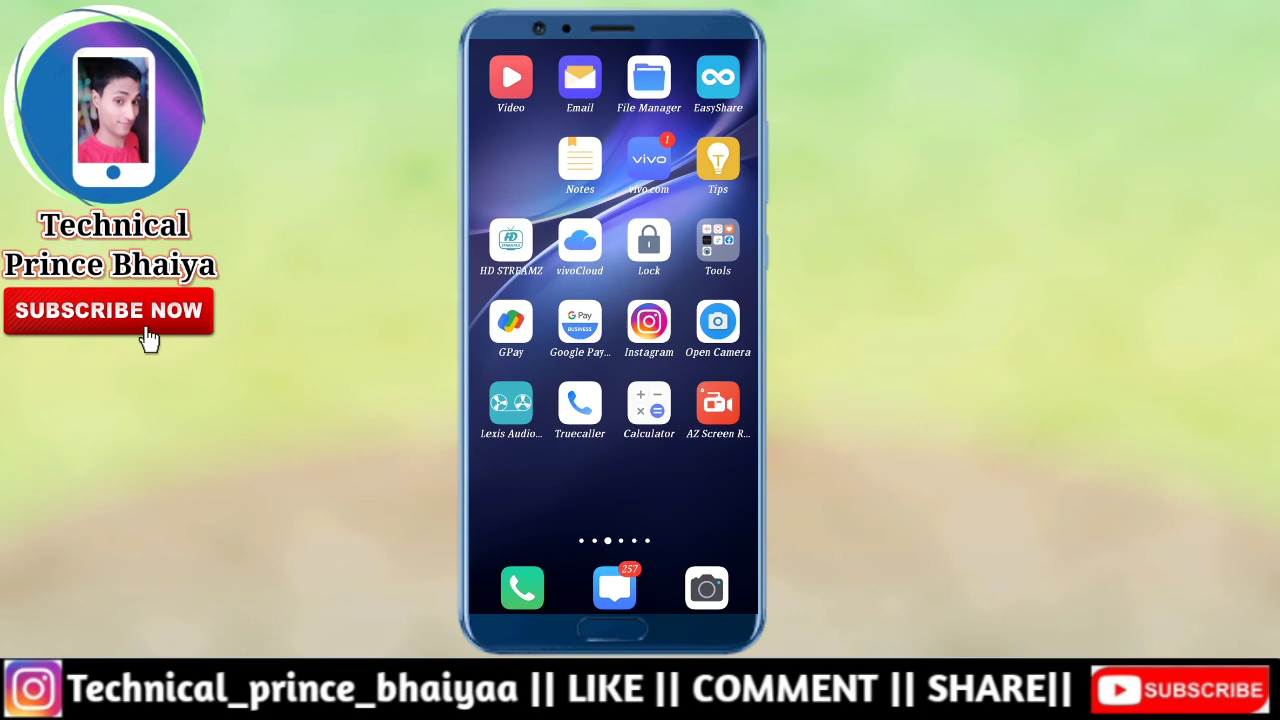 Technical
Prince Bhaiya
SUBSCRIBE NOW
Video Email File Manager EasyShare
1
vivo
T
Notes vivo.com Tips
HD
HD STREAMZ vivoCloud Lock Tools
G Pay
BUSINESS
GPay Google Pay... Instagram Open Camera
Lexis Audio... Truecaller Calculator AZ Screen R...
257
Technical_prince_bhaiyaa || LIKE || COMMENT || SHARE|| SUBSCRIBE